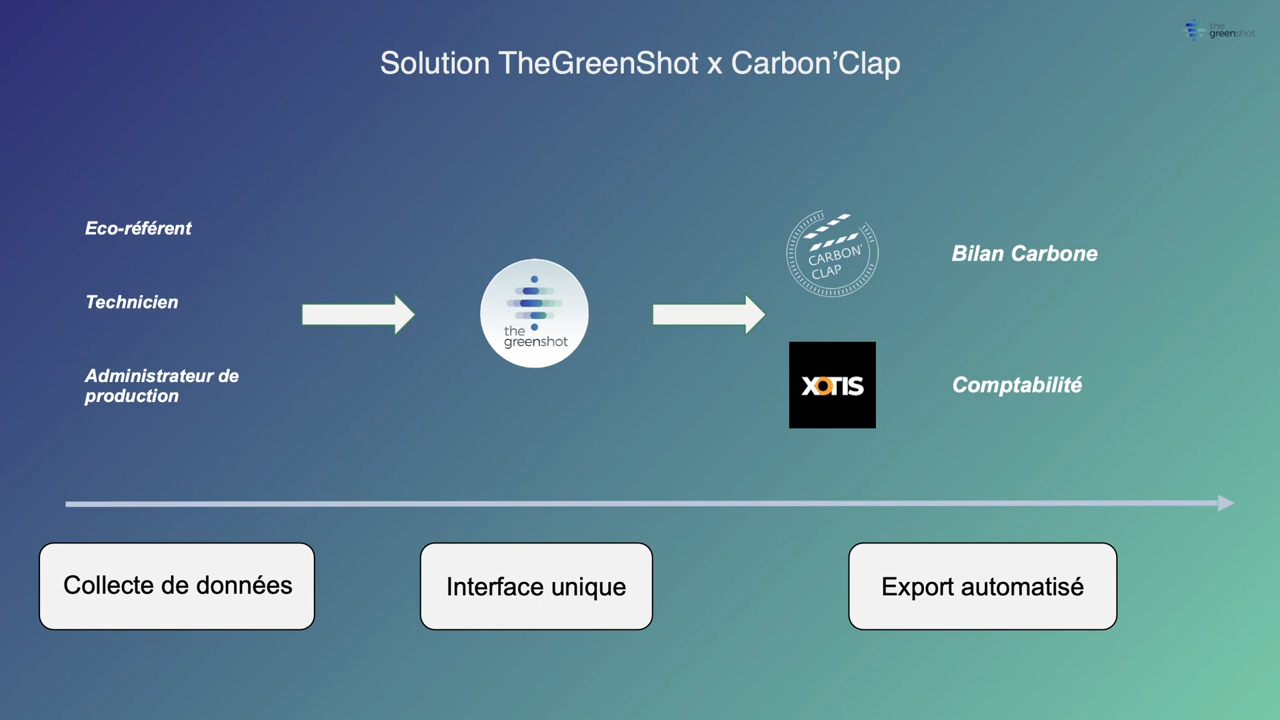 the
greenshot
Solution TheGreenShot x Carbon’Clap
Eco-référent
Technicien
Administrateur de
production
the
greenshot
CARBON’
CLAP
Bilan Carbone
XOTIS
Comptabilité
Collecte de données
Interface unique
Export automatisé